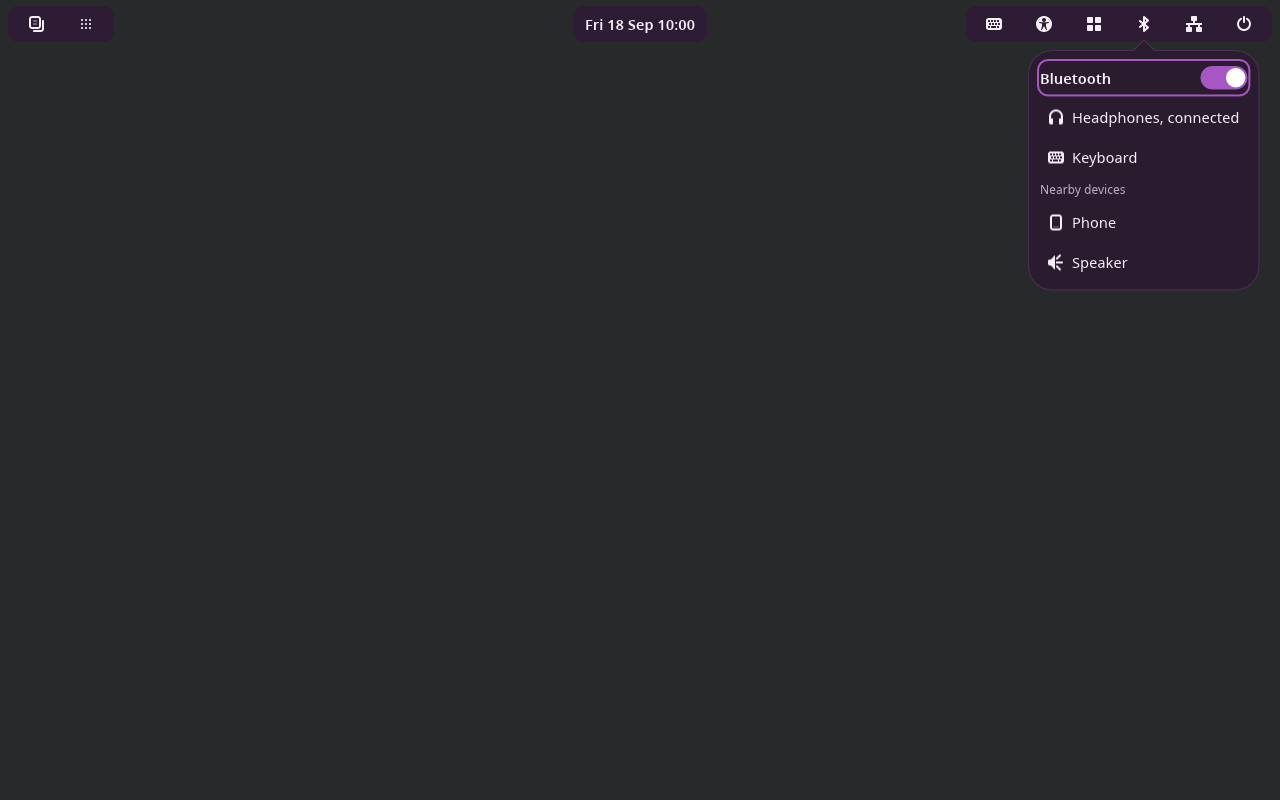 Fri 18 Sep 10:00
Bluetooth
Headphones, connected
Keyboard
Nearby devices
Phone
Speaker